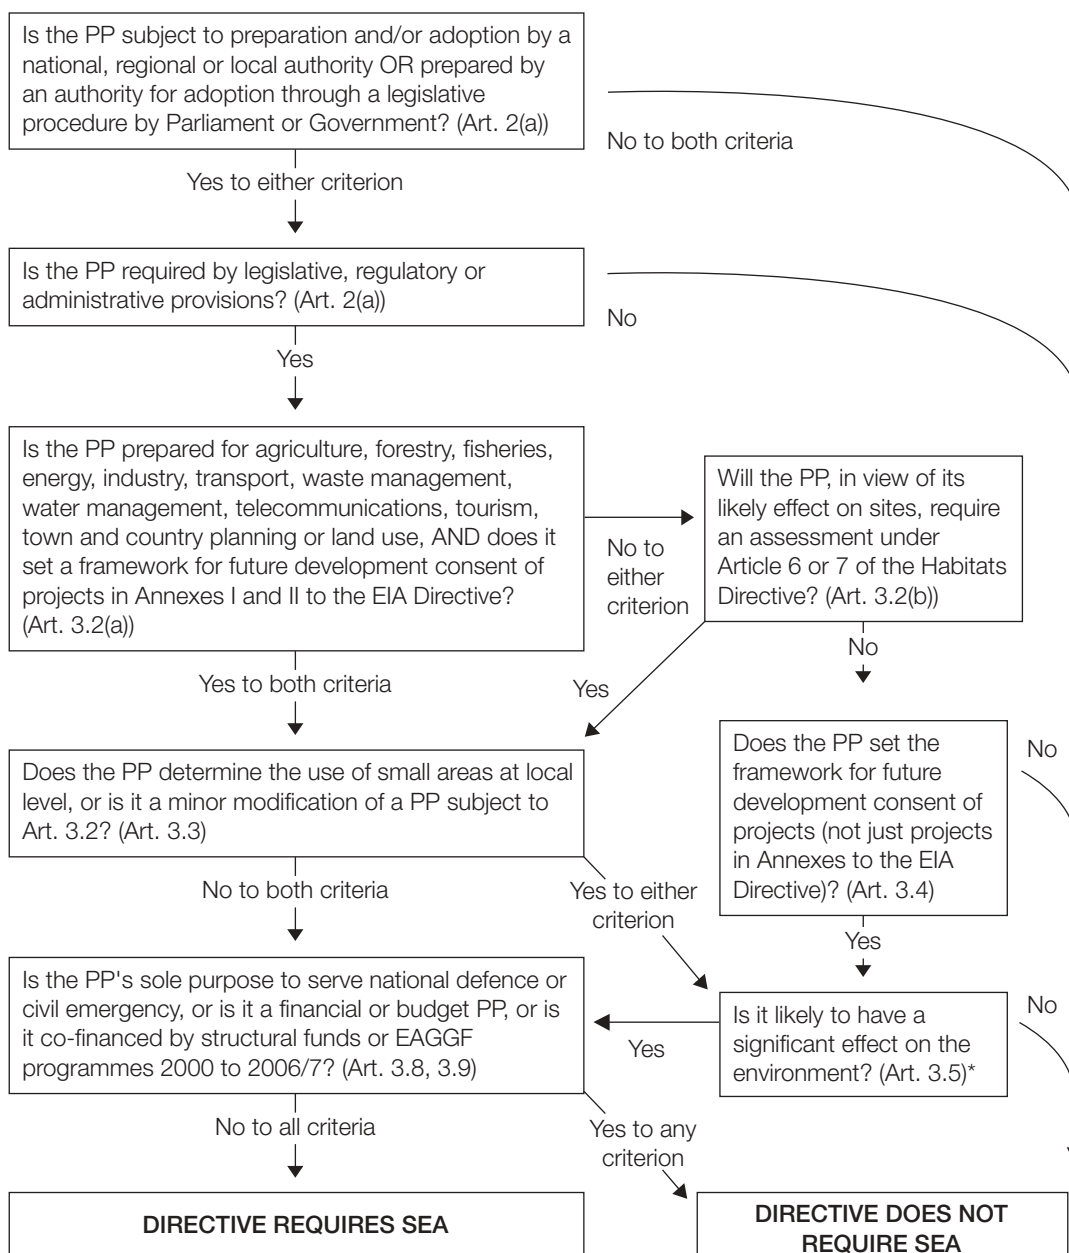 Is the PP subject to preparation and/or adoption by a
national, regional or local authority OR prepared by
an authority for adoption through a legislative
procedure by Parliament or Government? (Art. 2(a))
No to both criteria
Yes to either criterion
Is the PP required by legislative, regulatory or
administrative provisions? (Art. 2(a))
No
Yes
Is the PP prepared for agriculture, forestry, fisheries,
energy, industry, transport, waste management,
water management, telecommunications, tourism,
town and country planning or land use, AND does it
set a framework for future development consent of
projects in Annexes I and II to the EIA Directive?
(Art. 3.2(a))
No to
either
criterion
Will the PP, in view of its
likely effect on sites, require
an assessment under
Article 6 or 7 of the Habitats
Directive? (Art. 3.2(b))
Yes to both criteria
Yes
No
Does the PP determine the use of small areas at local
level, or is it a minor modification of a PP subject to
Art. 3.2? (Art. 3.3)
Does the PP set the
framework for future
development consent of
projects (not just projects
in Annexes to the EIA
Directive)? (Art. 3.4)
No
No to both criteria
Yes to either
criterion
Yes
Is the PP's sole purpose to serve national defence or
civil emergency, or is it a financial or budget PP, or is
it co-financed by structural funds or EAGGF
programmes 2000 to 2006/7? (Art. 3.8, 3.9)
Yes
Is it likely to have a
significant effect on the
environment? (Art. 3.5)*
No
No to all criteria
Yes to any
criterion
DIRECTIVE REQUIRES SEA
DIRECTIVE DOES NOT
REQUIRE SEA